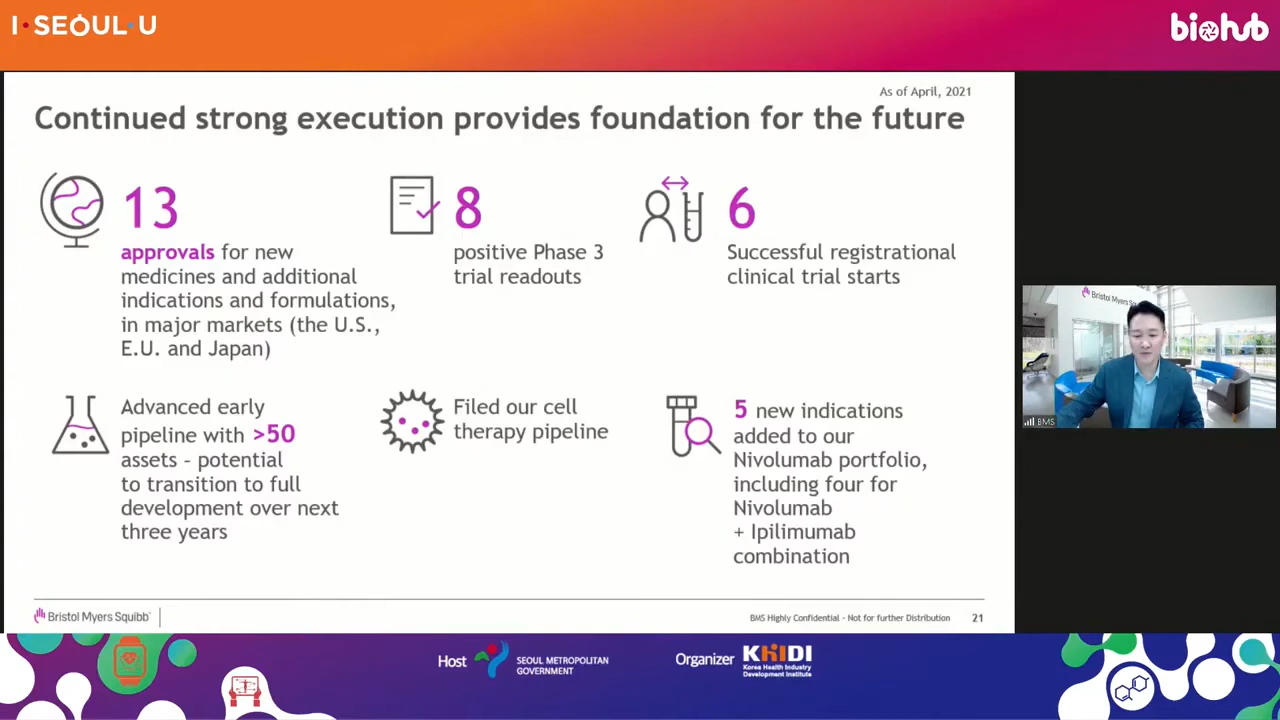 I·SEOUL·U
biohub
As of April, 2021
Continued strong execution provides foundation for the future
13
approvals for new
medicines and additional
indications and formulations,
in major markets (the U.S.,
E.U. and Japan)
8
positive Phase 3
trial readouts
6
Successful registrational
clinical trial starts
Advanced early
pipeline with >50
assets – potential
to transition to full
development over next
three years
Filed our cell
therapy pipeline
5 new indications
added to our
Nivolumab portfolio,
including four for
Nivolumab
+ Ipilimumab
combination
Bristol Myers Squibb
BMS
Bristol Myers Squibb
BMS Highly Confidential - Not for further Distribution
21
Host
SEOUL METROPOLITAN
GOVERNMENT
Organizer
KHIDI
Korea Health Industry
Development Institute